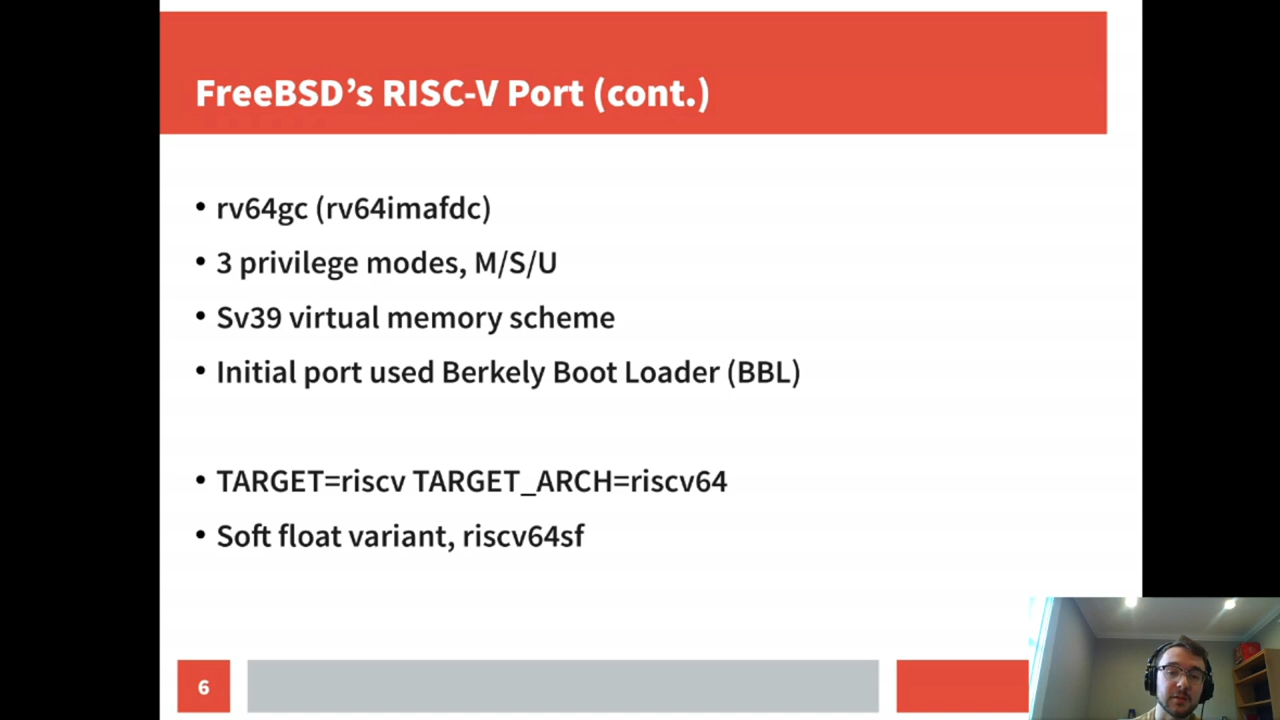 FreeBSD’s RISC-V Port (cont.)
• rv64gc (rv64imafdc)
• 3 privilege modes, M/S/U
• Sv39 virtual memory scheme
• Initial port used Berkely Boot Loader (BBL)
• TARGET=riscv TARGET_ARCH=riscv64
• Soft float variant, riscv64sf
6